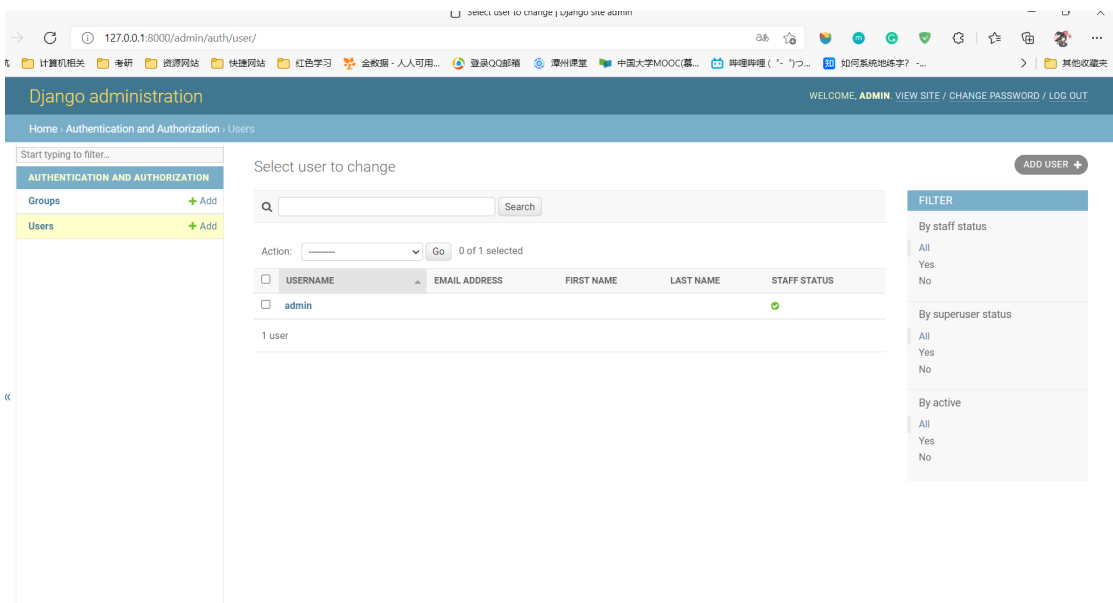 Select user to change | Django site admin
127.0.0.1:8000/admin/auth/user/
计算机相关 考研 资源网站 快捷网站 红色学习 金数据 - 人人可用... 登录QQ邮箱 潭州课堂 中国大学MOOC(慕... 哔哩哔哩 ( ゜- ゜)つ... 知 如何系统地练字? -... 其他收藏夹
Django administration
WELCOME, ADMIN. VIEW SITE / CHANGE PASSWORD / LOG OUT
Home › Authentication and Authorization › Users
Start typing to filter...
AUTHENTICATION AND AUTHORIZATION
Groups + Add
Users + Add
Select user to change
ADD USER +
Search
Action: --------- Go 0 of 1 selected
USERNAME EMAIL ADDRESS FIRST NAME LAST NAME STAFF STATUS
admin
1 user
FILTER
By staff status
All
Yes
No
By superuser status
All
Yes
No
By active
All
Yes
No
«